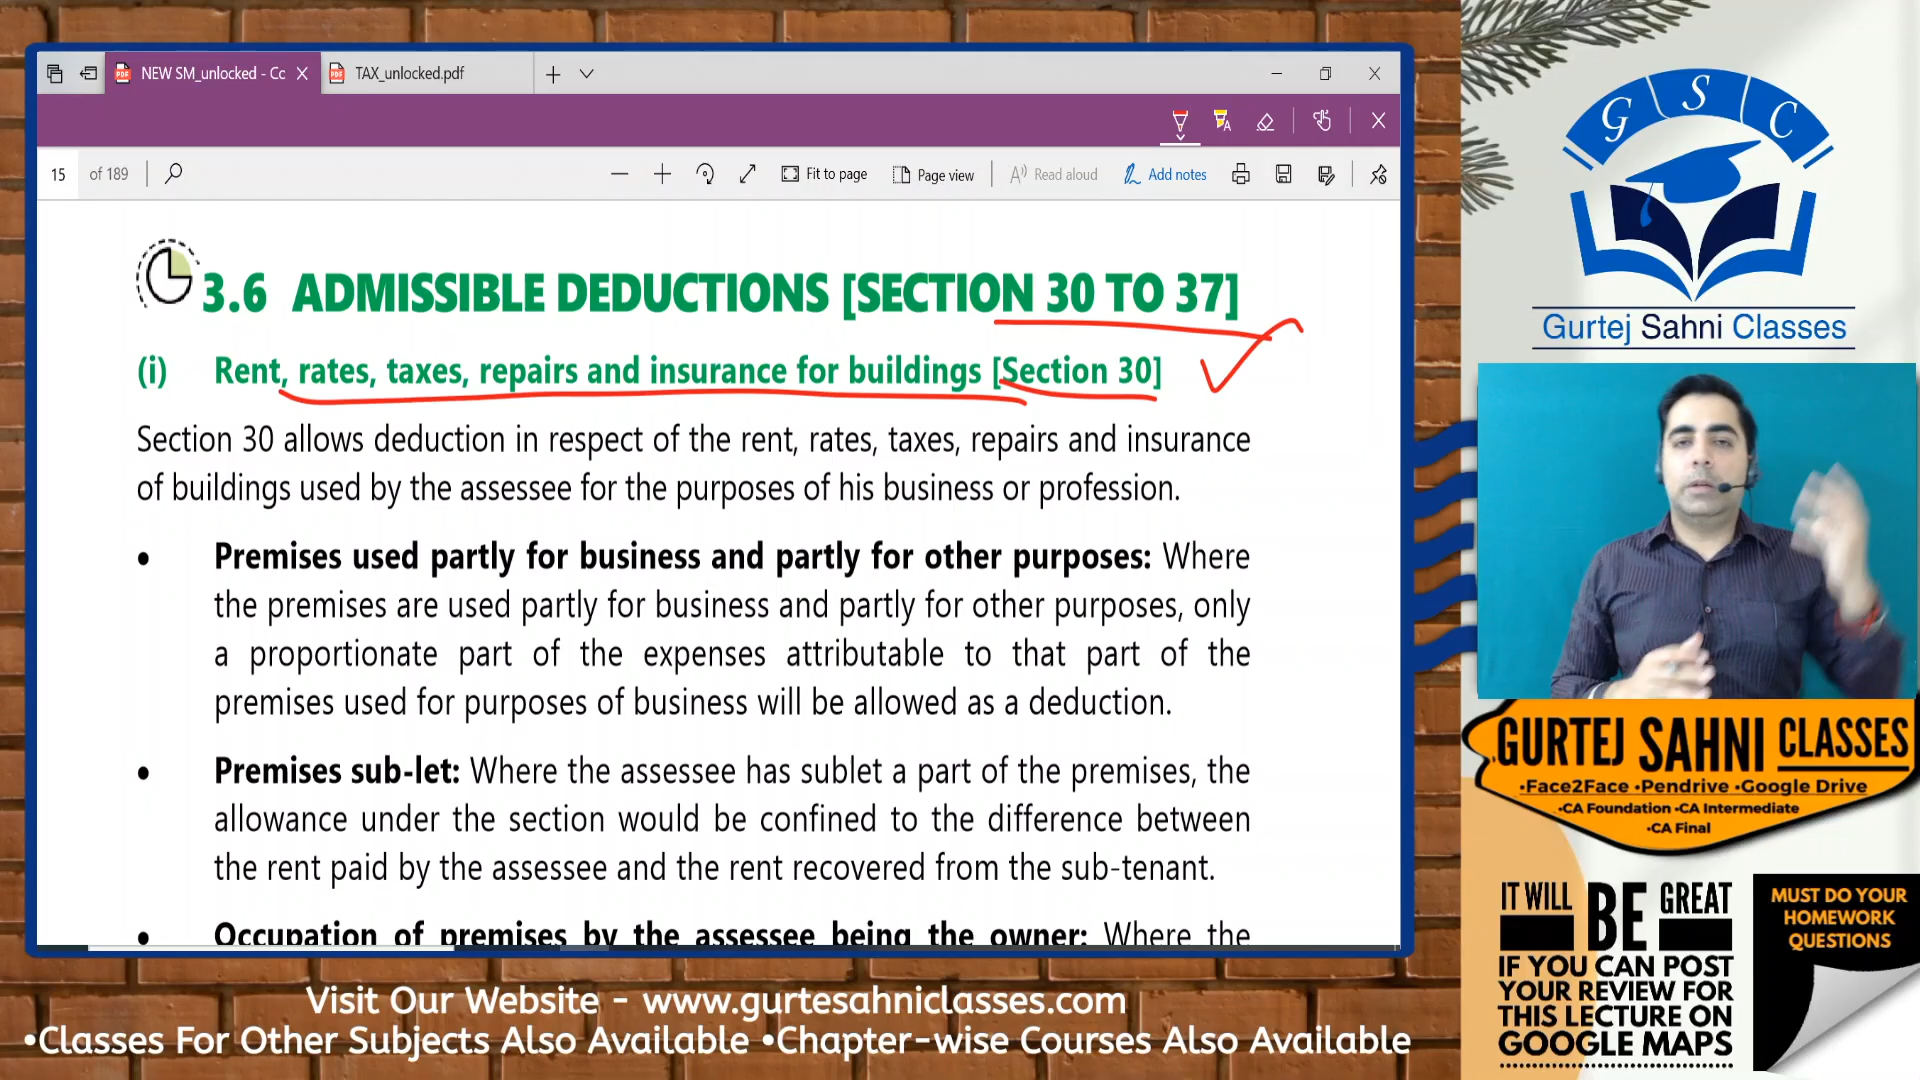 NEW SM_unlocked - Cc
TAX_unlocked.pdf
15 of 189
Fit to page
Page view
Read aloud
Add notes
3.6 ADMISSIBLE DEDUCTIONS [SECTION 30 TO 37]
(i) Rent, rates, taxes, repairs and insurance for buildings [Section 30]
Section 30 allows deduction in respect of the rent, rates, taxes, repairs and insurance
of buildings used by the assessee for the purposes of his business or profession.
• Premises used partly for business and partly for other purposes: Where
the premises are used partly for business and partly for other purposes, only
a proportionate part of the expenses attributable to that part of the
premises used for purposes of business will be allowed as a deduction.
• Premises sub-let: Where the assessee has sublet a part of the premises, the
allowance under the section would be confined to the difference between
the rent paid by the assessee and the rent recovered from the sub-tenant.
• Occupation of premises by the assessee being the owner: Where the
GSC
Gurtej Sahni Classes
GURTEJ SAHNI CLASSES
•Face2Face •Pendrive •Google Drive
•CA Foundation •CA Intermediate
•CA Final
IT WILL BE GREAT
IF YOU CAN POST
YOUR REVIEW FOR
THIS LECTURE ON
GOOGLE MAPS
MUST DO YOUR
HOMEWORK
QUESTIONS
Visit Our Website - www.gurtesahniclasses.com
•Classes For Other Subjects Also Available •Chapter-wise Courses Also Available